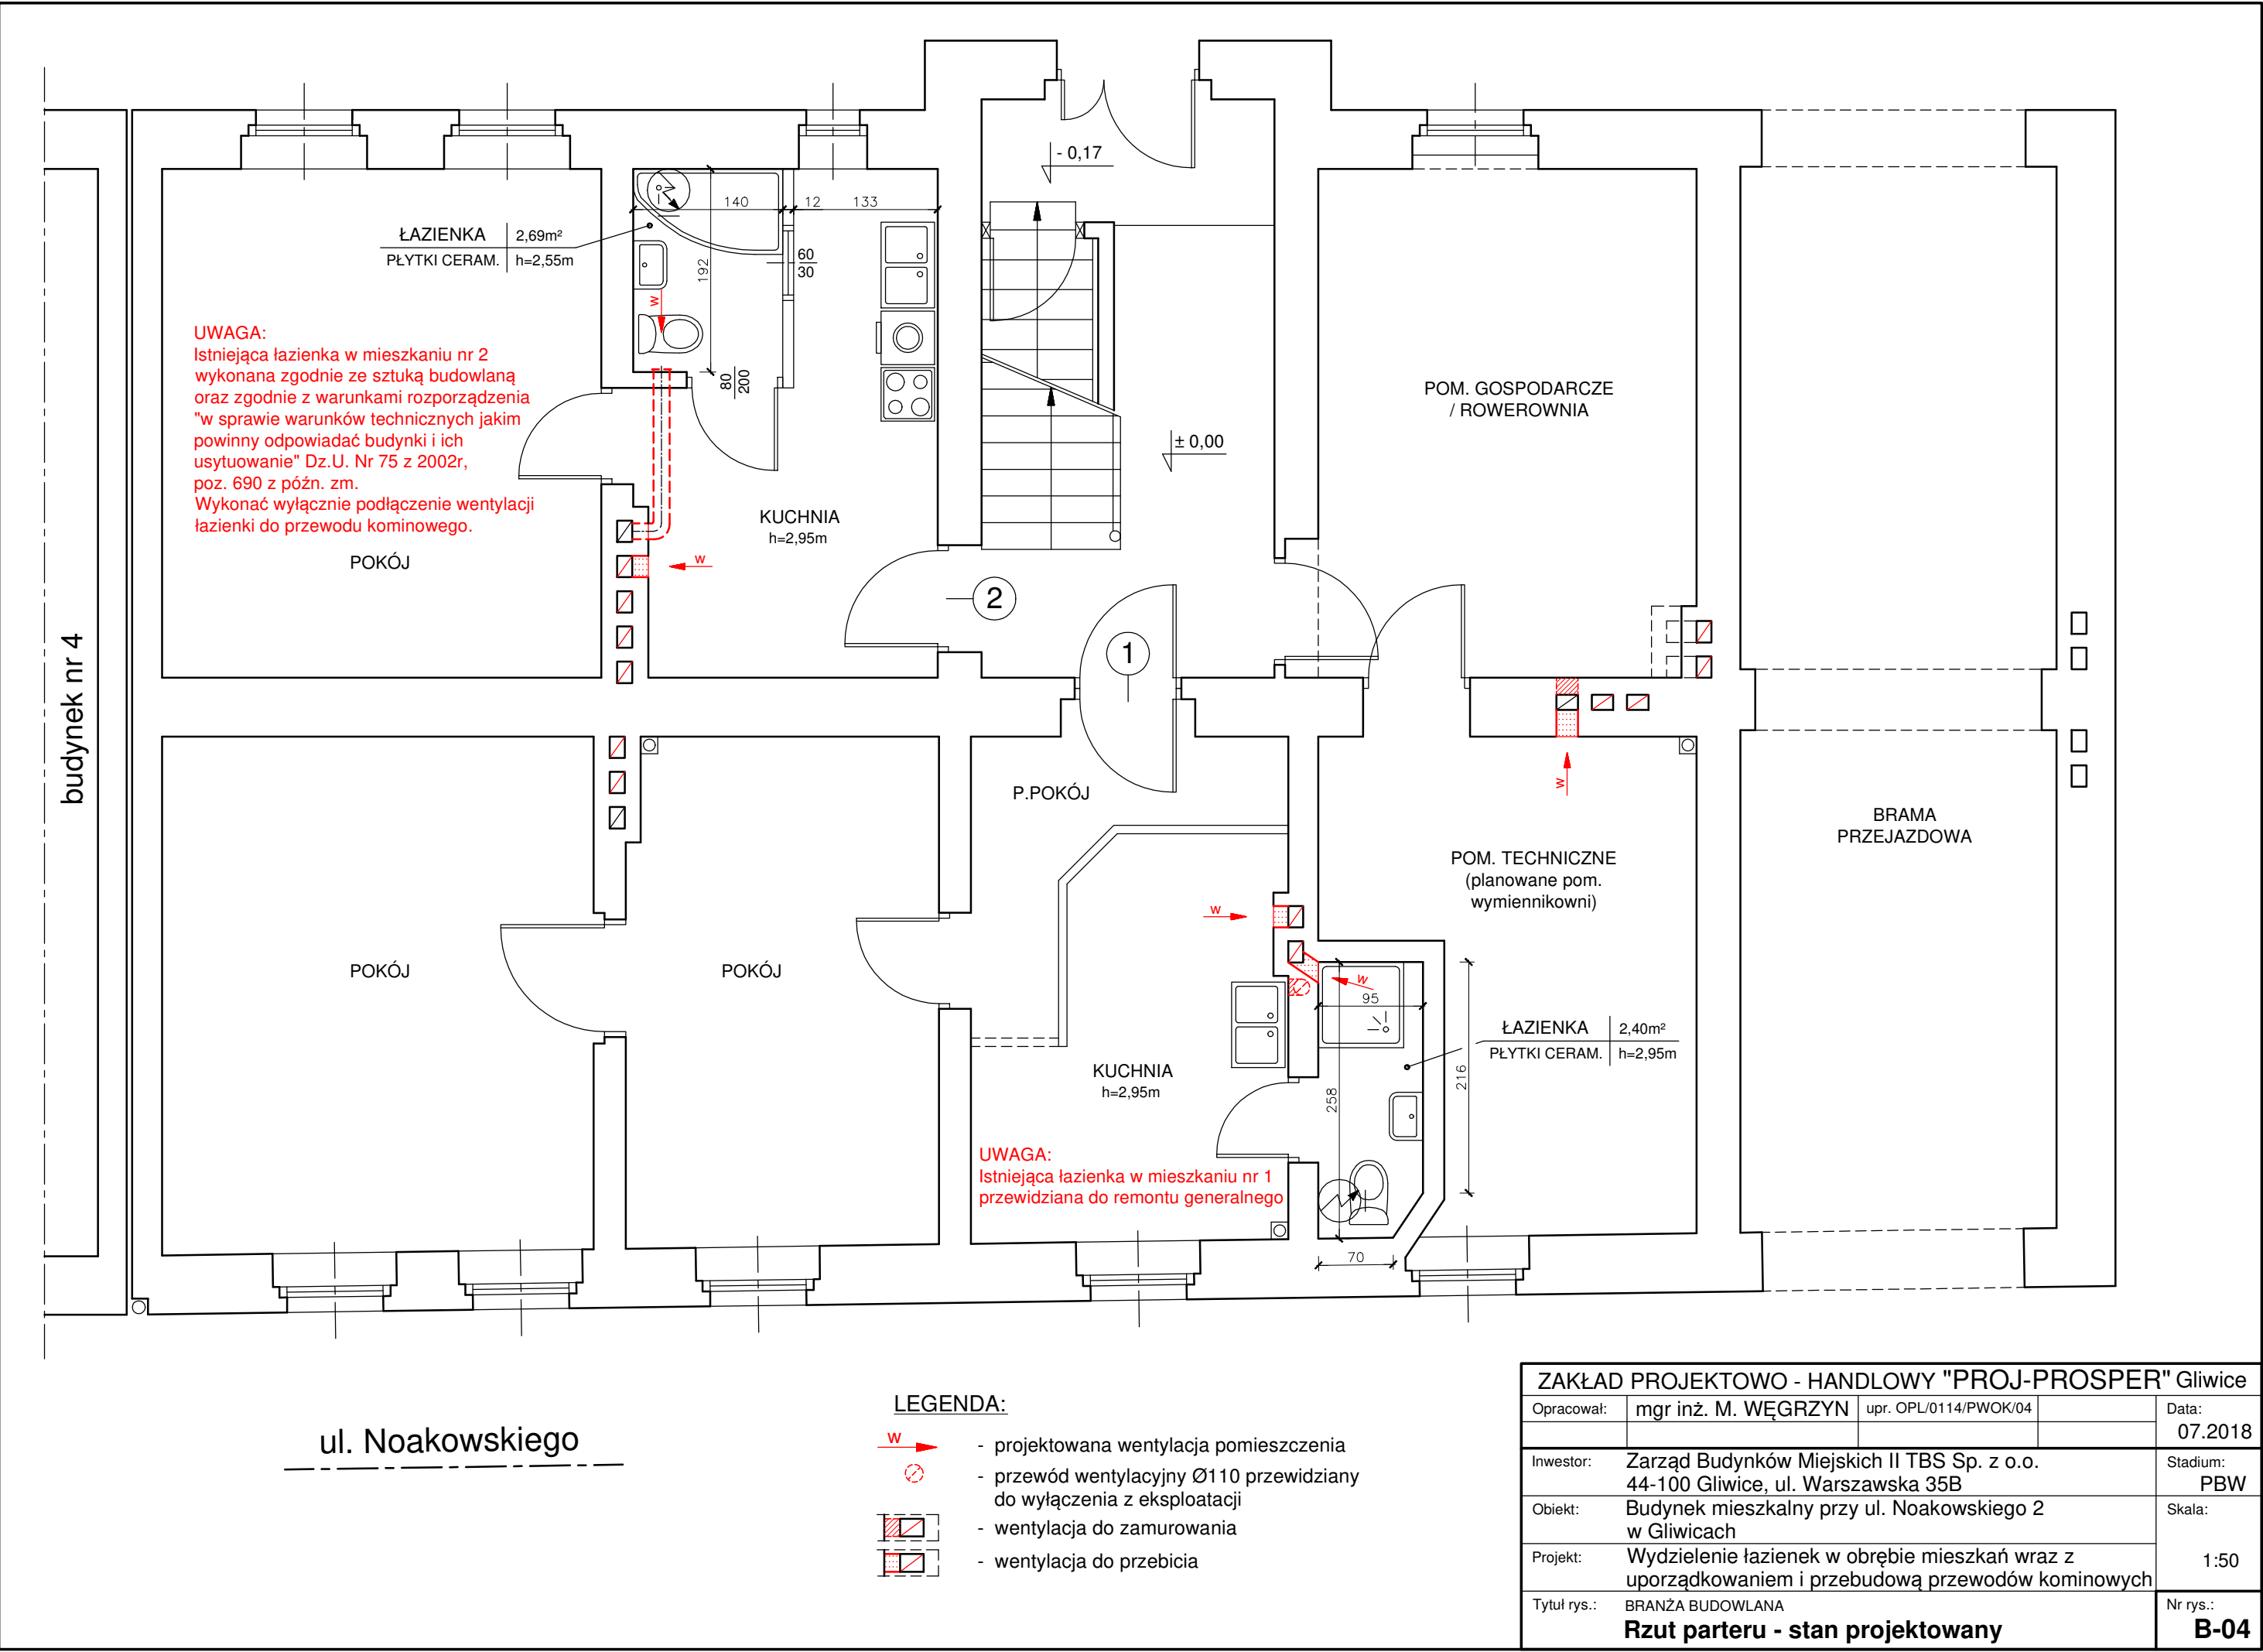 - 0,17
140
12
133
ŁAZIENKA
2,69m²
PŁYTKI CERAM.
h=2,55m
192
60
30
w
80
200
UWAGA:
Istniejąca łazienka w mieszkaniu nr 2
wykonana zgodnie ze sztuką budowlaną
oraz zgodnie z warunkami rozporządzenia
"w sprawie warunków technicznych jakim
powinny odpowiadać budynki i ich
usytuowanie" Dz.U. Nr 75 z 2002r,
poz. 690 z późn. zm.
Wykonać wyłącznie podłączenie wentylacji
łazienki do przewodu kominowego.
POKÓJ
KUCHNIA
h=2,95m
w
± 0,00
POM. GOSPODARCZE
/ ROWEROWNIA
2
1
budynek nr 4
w
P.POKÓJ
POM. TECHNICZNE
(planowane pom.
wymiennikowni)
BRAMA
PRZEJAZDOWA
w
w
POKÓJ
POKÓJ
95
ŁAZIENKA
2,40m²
PŁYTKI CERAM.
h=2,95m
KUCHNIA
h=2,95m
258
216
UWAGA:
Istniejąca łazienka w mieszkaniu nr 1
przewidziana do remontu generalnego
70
ul. Noakowskiego
LEGENDA:
w
- projektowana wentylacja pomieszczenia
- przewód wentylacyjny Ø110 przewidziany
do wyłączenia z eksploatacji
- wentylacja do zamurowania
- wentylacja do przebicia
ZAKŁAD PROJEKTOWO - HANDLOWY "PROJ-PROSPER" Gliwice
Opracował: mgr inż. M. WĘGRZYN upr. OPL/0114/PWOK/04
Data:
07.2018
Inwestor: Zarząd Budynków Miejskich II TBS Sp. z o.o.
44-100 Gliwice, ul. Warszawska 35B
Stadium:
PBW
Obiekt: Budynek mieszkalny przy ul. Noakowskiego 2
w Gliwicach
Skala:
1:50
Projekt: Wydzielenie łazienek w obrębie mieszkań wraz z
uporządkowaniem i przebudową przewodów kominowych
Tytuł rys.: BRANŻA BUDOWLANA
Rzut parteru - stan projektowany
Nr rys.:
B-04